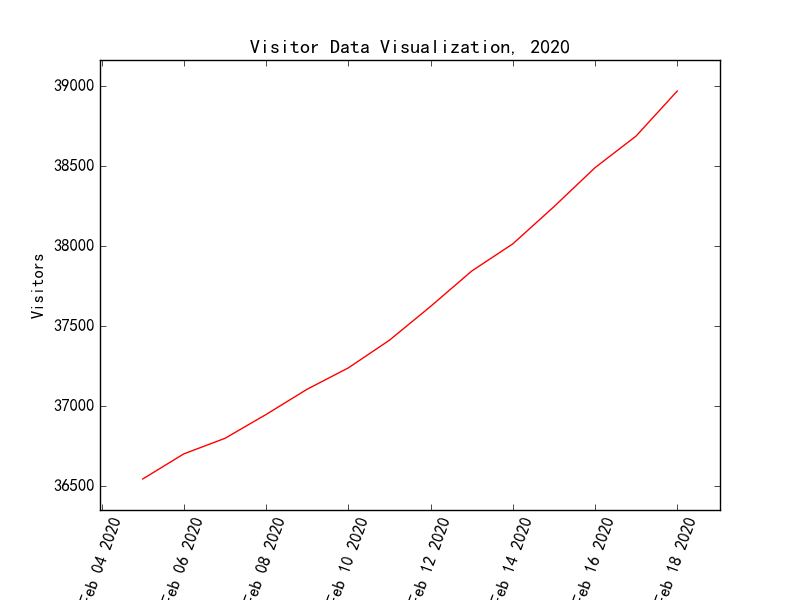 Visitor Data Visualization, 2020
39000
38500
38000
37500
37000
36500
Visitors
Feb 04 2020
Feb 06 2020
Feb 08 2020
Feb 10 2020
Feb 12 2020
Feb 14 2020
Feb 16 2020
Feb 18 2020